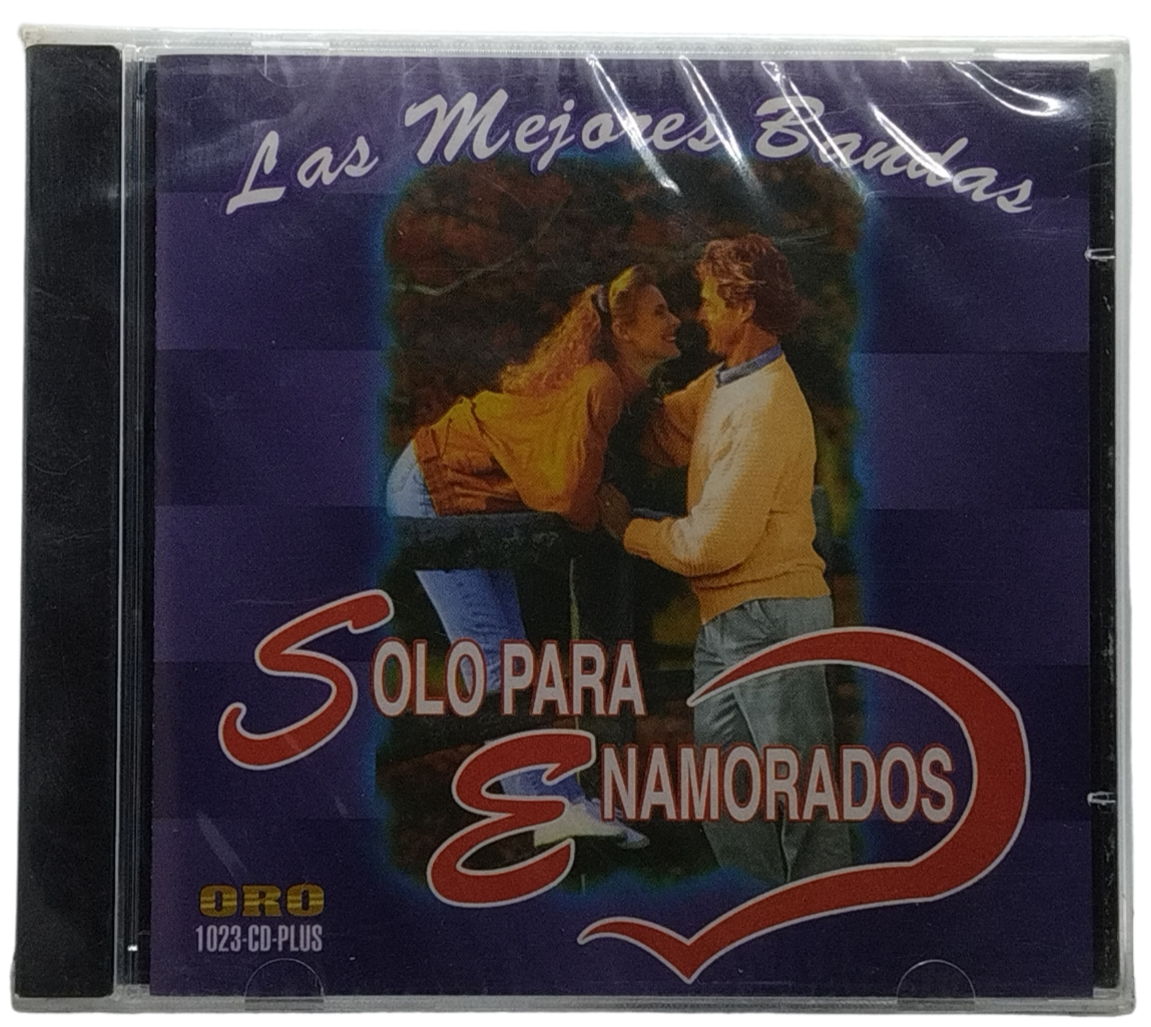 Las Mejores Bandas
SOLO PARA
ENAMORADOS
ORO
1023-CD-PLUS